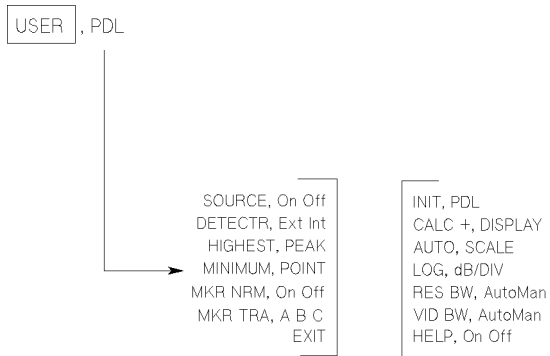 USER , PDL
SOURCE, On Off
DETECTR, Ext Int
HIGHEST, PEAK
MINIMUM, POINT
MKR NRM, On Off
MKR TRA, A B C
EXIT
INIT, PDL
CALC +, DISPLAY
AUTO, SCALE
LOG, dB/DIV
RES BW, AutoMan
VID BW, AutoMan
HELP, On Off